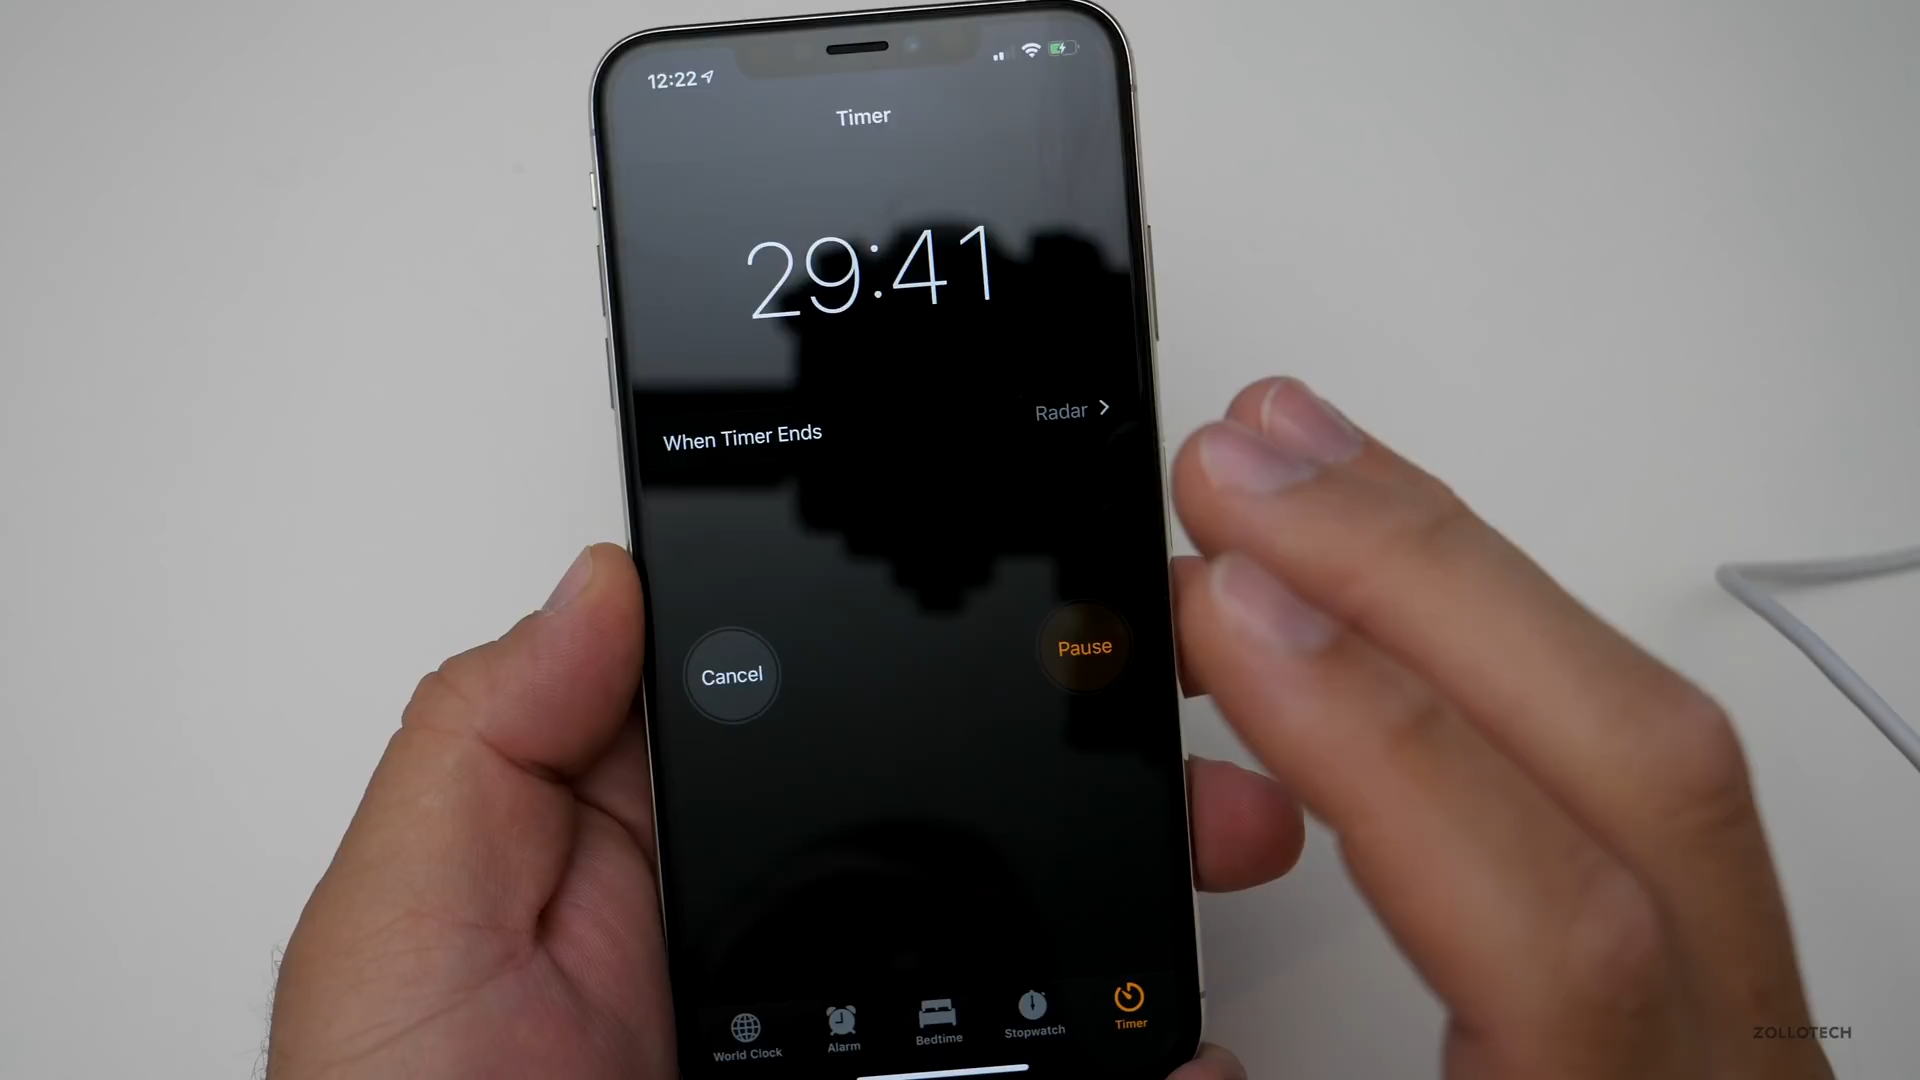 12:22
Timer
29:41
When Timer Ends
Radar
Cancel
Pause
World Clock
Alarm
Bedtime
Stopwatch
Timer
ZOLLOTECH